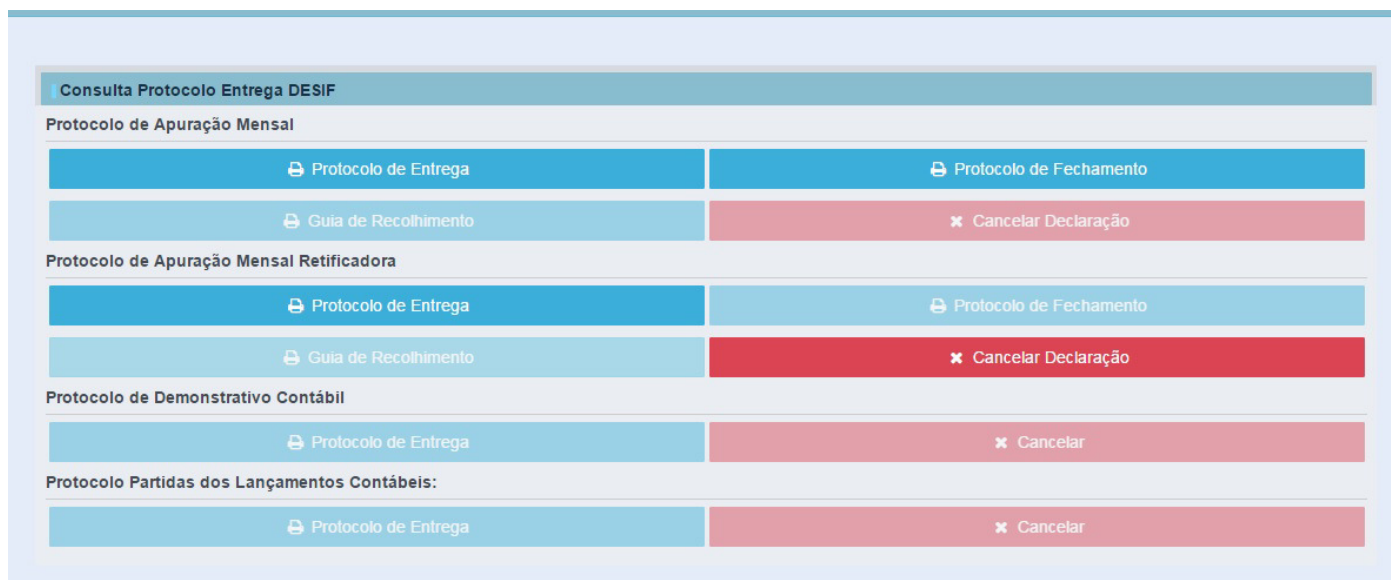 Consulta Protocolo Entrega DESIF
Protocolo de Apuração Mensal
Protocolo de Entrega
Protocolo de Fechamento
Guia de Recolhimento
Cancelar Declaração
Protocolo de Apuração Mensal Retificadora
Protocolo de Entrega
Protocolo de Fechamento
Guia de Recolhimento
Cancelar Declaração
Protocolo de Demonstrativo Contábil
Protocolo de Entrega
Cancelar
Protocolo Partidas dos Lançamentos Contábeis:
Protocolo de Entrega
Cancelar